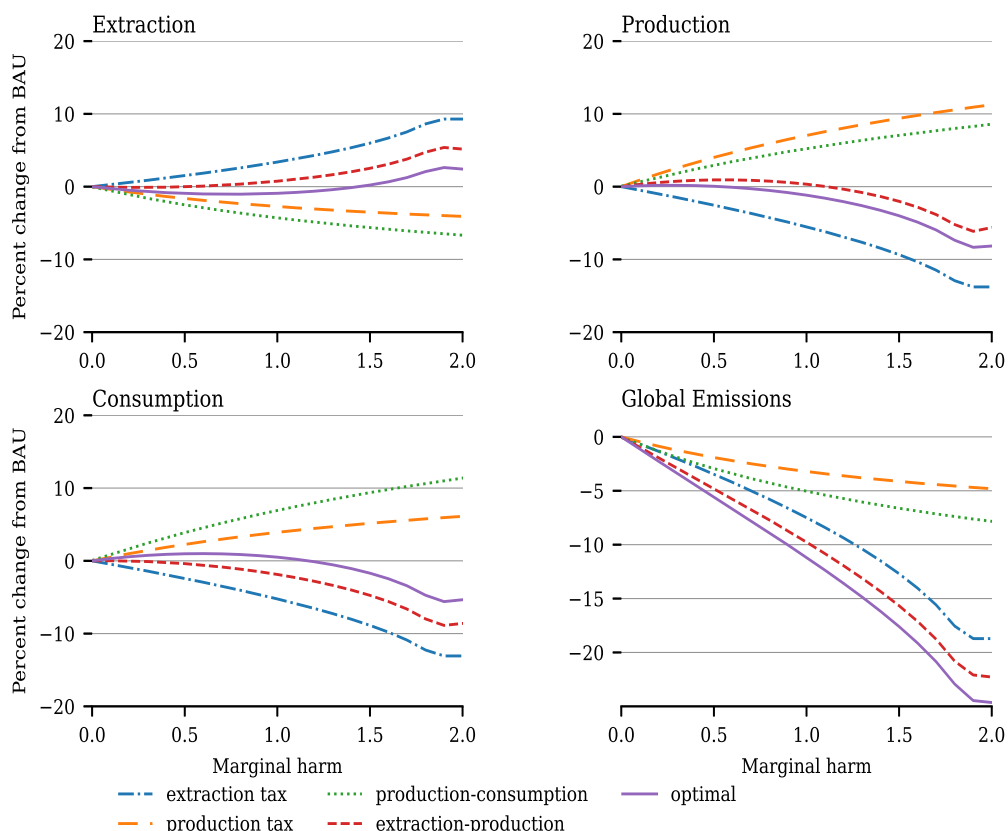 Extraction
Production
20
10
0
−10
−20
Percent change from BAU
0.0 0.5 1.0 1.5 2.0
20
10
0
−10
−20
0.0 0.5 1.0 1.5 2.0
Consumption
Global Emissions
20
10
0
−10
−20
Percent change from BAU
0.0 0.5 1.0 1.5 2.0
Marginal harm
0
−5
−10
−15
−20
0.0 0.5 1.0 1.5 2.0
Marginal harm
extraction tax production-consumption optimal
production tax extraction-production